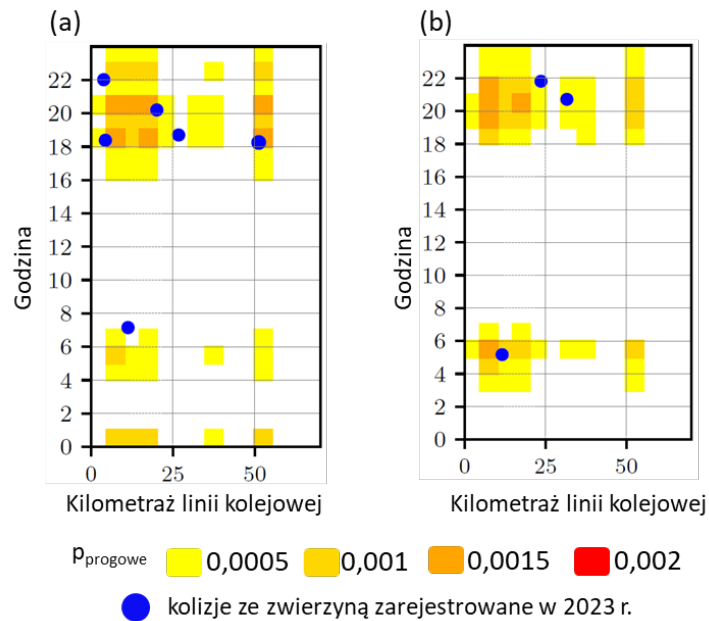 (a)
(b)
Godzina
22
20
18
16
14
12
10
8
6
4
2
0
0 25 50
Kilometraż linii kolejowej
Godzina
22
20
18
16
14
12
10
8
6
4
2
0
0 25 50
Kilometraż linii kolejowej
pprogowe 0,0005 0,001 0,0015 0,002
kolizje ze zwierzyną zarejestrowane w 2023 r.